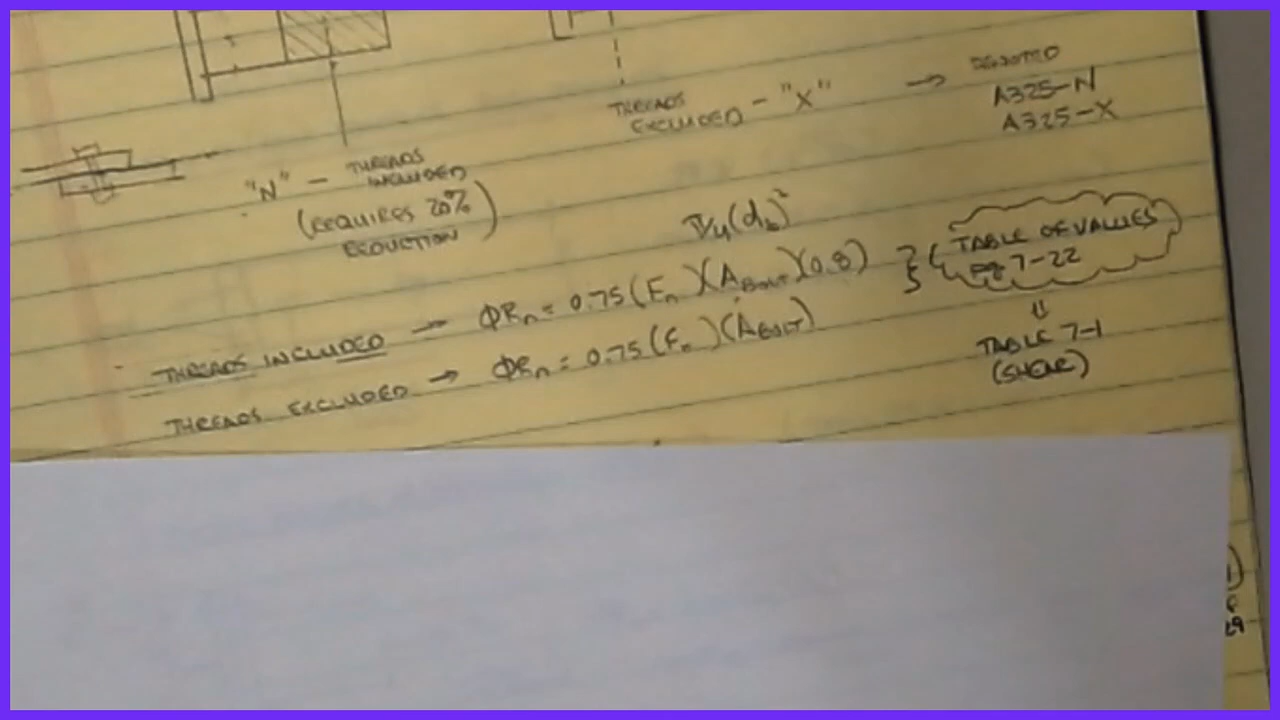 THREADS
EXCLUDED - "X" → DENOTED
A325-N
A325-X
"N" - THREADS
INCLUDED
(REQUIRES 20%
REDUCTION)
π/4(d_b)²
THREADS INCLUDED → ΦRn = 0.75(Fn)(ABOLT)(0.8) } TABLE OF VALUES
pg 7-22
THREADS EXCLUDED → ΦRn = 0.75(Fn)(ABOLT)
⇓
TABLE 7-1
(SHEAR)
29